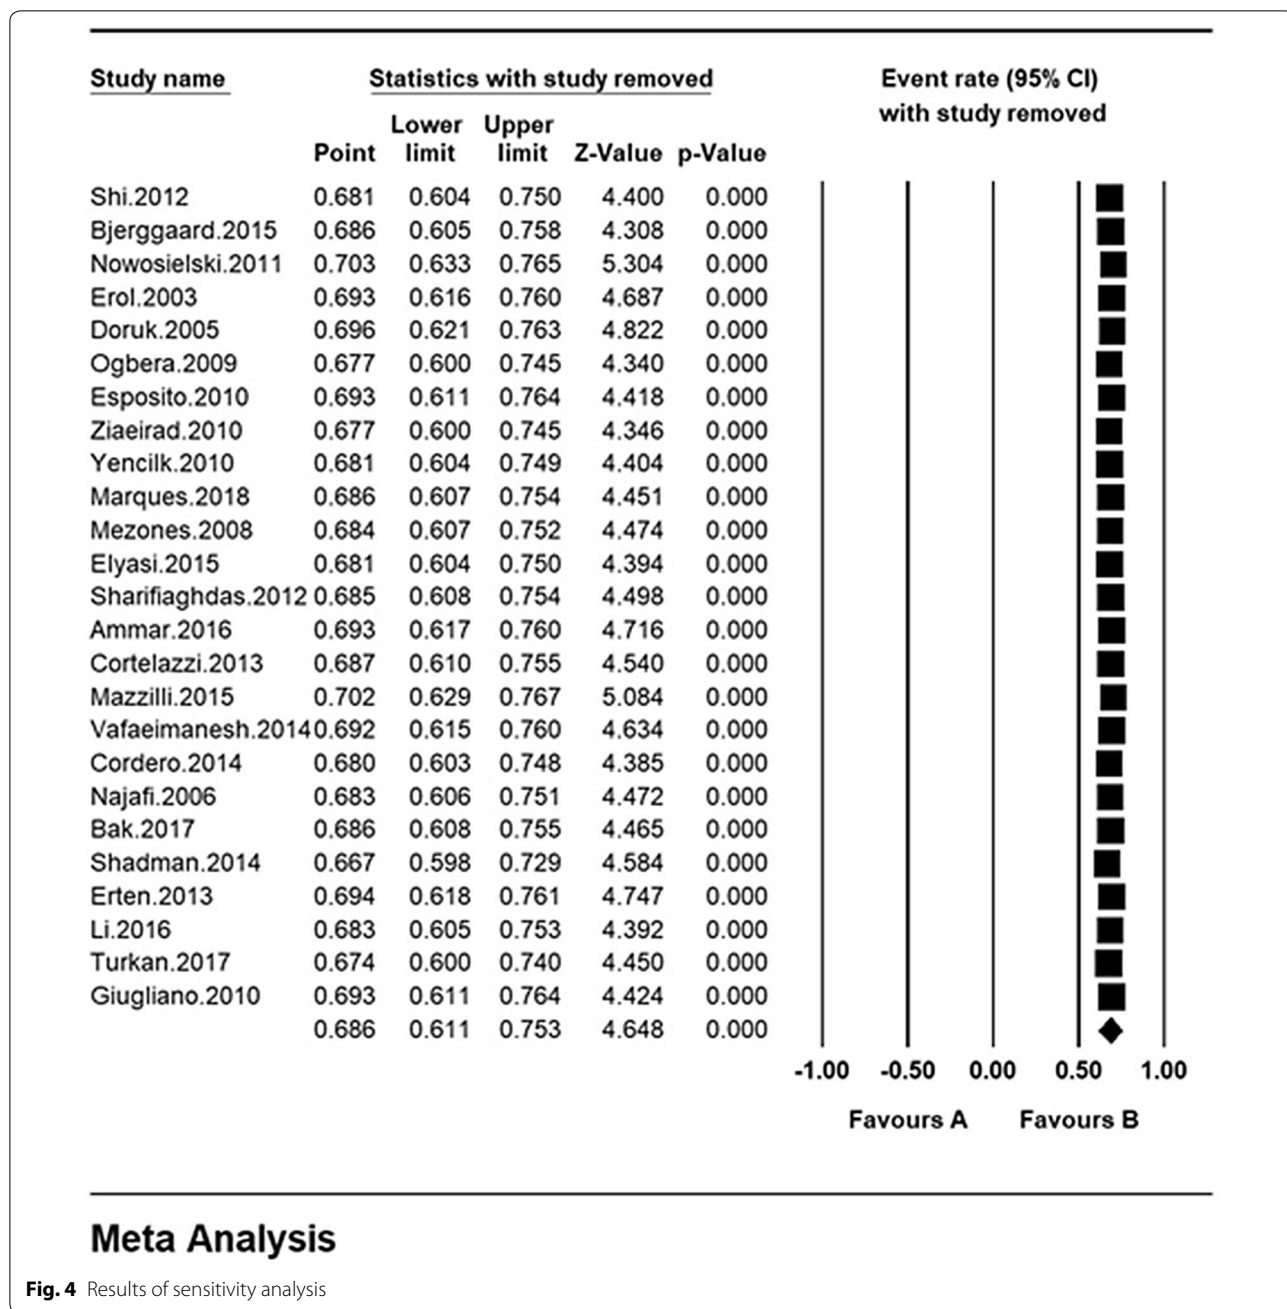 Study name Statistics with study removed Event rate (95% CI)
with study removed
Lower Upper
Point limit limit Z-Value p-Value
Shi.2012 0.681 0.604 0.750 4.400 0.000
Bjerggaard.2015 0.686 0.605 0.758 4.308 0.000
Nowosielski.2011 0.703 0.633 0.765 5.304 0.000
Erol.2003 0.693 0.616 0.760 4.687 0.000
Doruk.2005 0.696 0.621 0.763 4.822 0.000
Ogbera.2009 0.677 0.600 0.745 4.340 0.000
Esposito.2010 0.693 0.611 0.764 4.418 0.000
Ziaeirad.2010 0.677 0.600 0.745 4.346 0.000
Yencilk.2010 0.681 0.604 0.749 4.404 0.000
Marques.2018 0.686 0.607 0.754 4.451 0.000
Mezones.2008 0.684 0.607 0.752 4.474 0.000
Elyasi.2015 0.681 0.604 0.750 4.394 0.000
Sharifiaghdas.2012 0.685 0.608 0.754 4.498 0.000
Ammar.2016 0.693 0.617 0.760 4.716 0.000
Cortelazzi.2013 0.687 0.610 0.755 4.540 0.000
Mazzilli.2015 0.702 0.629 0.767 5.084 0.000
Vafaeimanesh.2014 0.692 0.615 0.760 4.634 0.000
Cordero.2014 0.680 0.603 0.748 4.385 0.000
Najafi.2006 0.683 0.606 0.751 4.472 0.000
Bak.2017 0.686 0.608 0.755 4.465 0.000
Shadman.2014 0.667 0.598 0.729 4.584 0.000
Erten.2013 0.694 0.618 0.761 4.747 0.000
Li.2016 0.683 0.605 0.753 4.392 0.000
Turkan.2017 0.674 0.600 0.740 4.450 0.000
Giugliano.2010 0.693 0.611 0.764 4.424 0.000
0.686 0.611 0.753 4.648 0.000
-1.00 -0.50 0.00 0.50 1.00
Favours A Favours B
Meta Analysis
Fig. 4 Results of sensitivity analysis